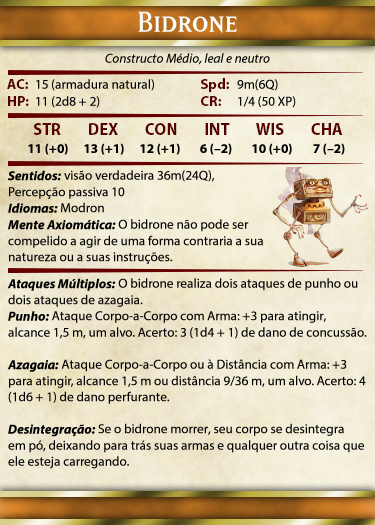 BIDRONE
Constructo Médio, leal e neutro
AC: 15 (armadura natural) Spd: 9m(6Q)
HP: 11 (2d8 + 2) CR: 1/4 (50 XP)
STR DEX CON INT WIS CHA
11 (+0) 13 (+1) 12 (+1) 6 (–2) 10 (+0) 7 (–2)
Sentidos: visão verdadeira 36m(24Q),
Percepção passiva 10
Idiomas: Modron
Mente Axiomática: O bidrone não pode ser
compelido a agir de uma forma contraria a sua
natureza ou a suas instruções.
Ataques Múltiplos: O bidrone realiza dois ataques de punho ou
dois ataques de azagaia.
Punho: Ataque Corpo-a-Corpo com Arma: +3 para atingir,
alcance 1,5 m, um alvo. Acerto: 3 (1d4 + 1) de dano de concussão.
Azagaia: Ataque Corpo-a-Corpo ou à Distância com Arma: +3
para atingir, alcance 1,5 m ou distância 9/36 m, um alvo. Acerto: 4
(1d6 + 1) de dano perfurante.
Desintegração: Se o bidrone morrer, seu corpo se desintegra
em pó, deixando para trás suas armas e qualquer outra coisa que
ele esteja carregando.